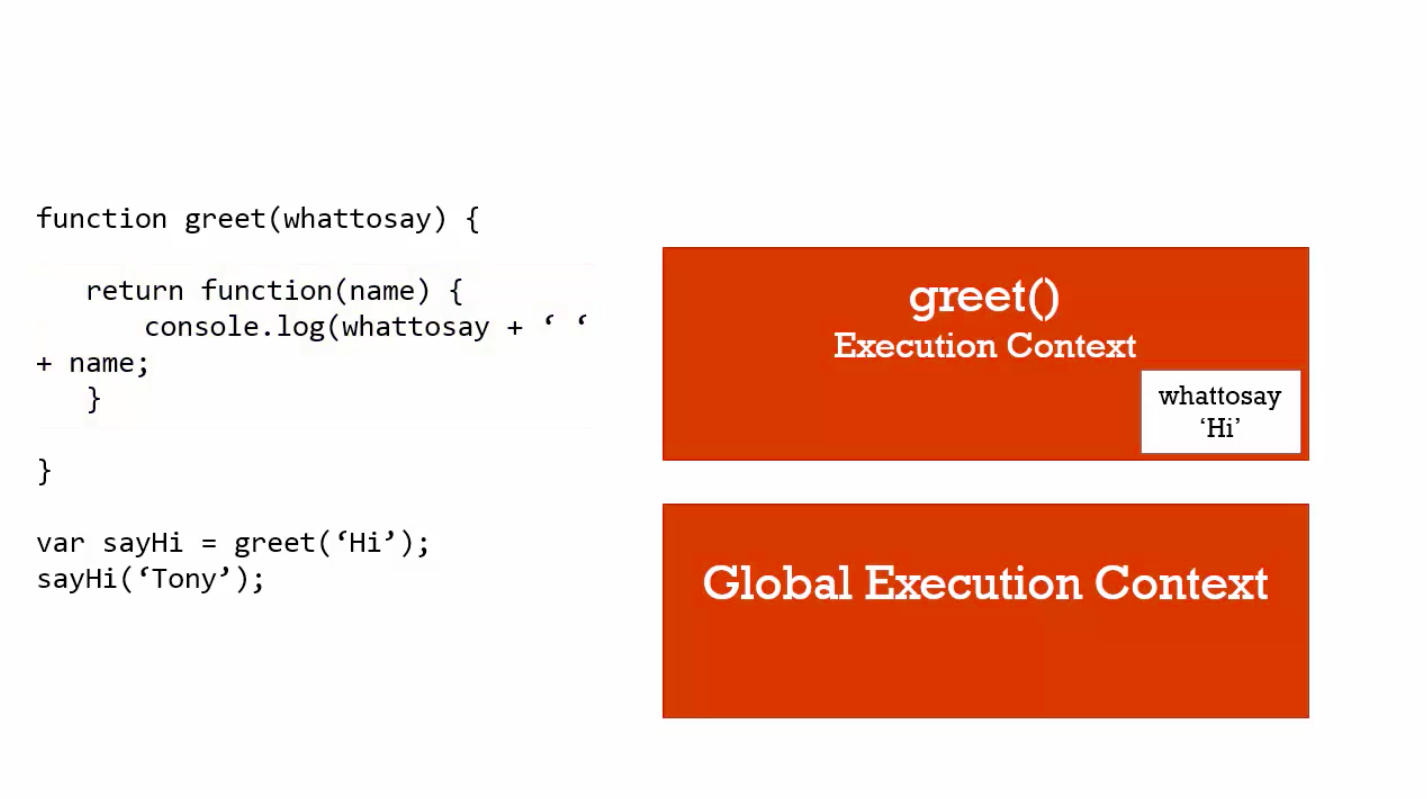 function greet(whattosay) {
return function(name) {
console.log(whattosay + ‘ ‘
+ name;
}
}
var sayHi = greet(‘Hi’);
sayHi(‘Tony’);
greet()
Execution Context
whattosay
‘Hi’
Global Execution Context